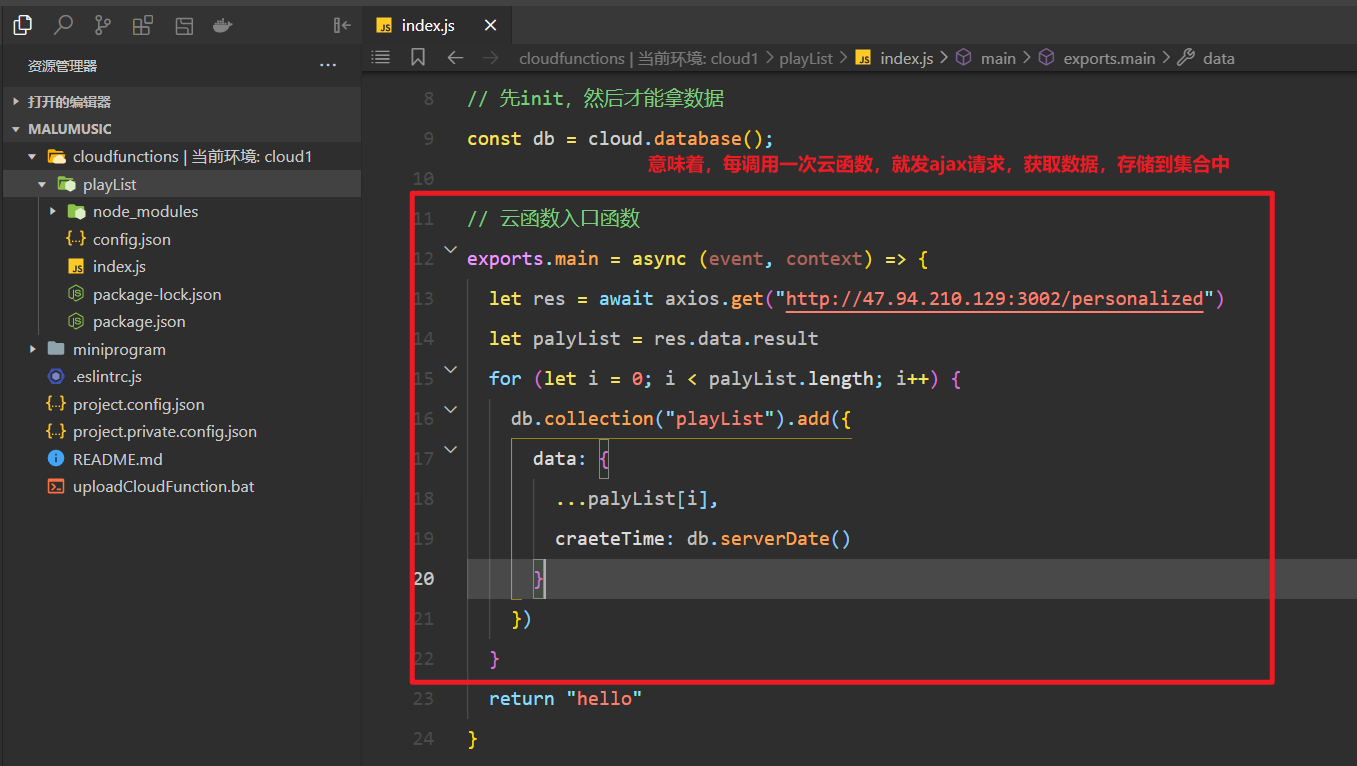 index.js
资源管理器
···
cloudfunctions | 当前环境: cloud1 > playList > index.js > main > exports.main > data
打开的编辑器
MALUMUSIC
cloudfunctions | 当前环境: cloud1
playList
node_modules
config.json
index.js
package-lock.json
package.json
miniprogram
.eslintrc.js
project.config.json
project.private.config.json
README.md
uploadCloudFunction.bat
8 // 先init，然后才能拿数据
9 const db = cloud.database();
意味着，每调用一次云函数，就发ajax请求，获取数据，存储到集合中
10
11 // 云函数入口函数
12 exports.main = async (event, context) => {
13 let res = await axios.get("http://47.94.210.129:3002/personalized")
14 let palyList = res.data.result
15 for (let i = 0; i < palyList.length; i++) {
16 db.collection("playList").add({
17 data: {
18 ...palyList[i],
19 craeteTime: db.serverDate()
20 }
21 })
22 }
23 return "hello"
24 }